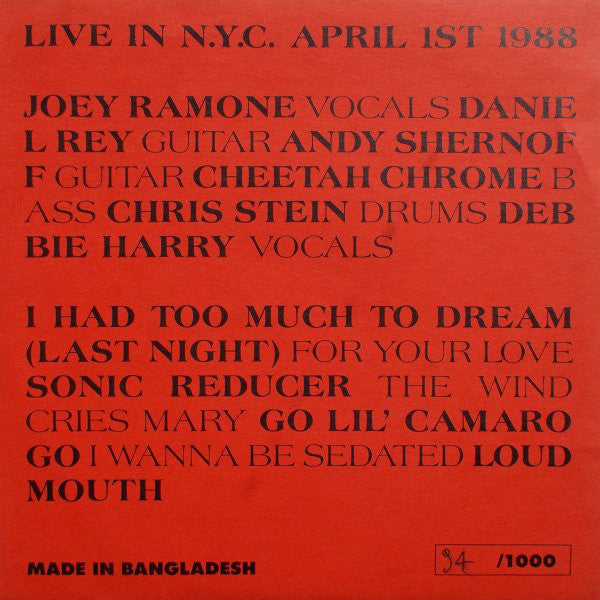 LIVE IN N.Y.C. APRIL 1ST 1988
JOEY RAMONE VOCALS DANIE
L REY GUITAR ANDY SHERNOF
F GUITAR CHEETAH CHROME B
ASS CHRIS STEIN DRUMS DEB
BIE HARRY VOCALS
I HAD TOO MUCH TO DREAM
(LAST NIGHT) FOR YOUR LOVE
SONIC REDUCER THE WIND
CRIES MARY GO LIL' CAMARO
GO I WANNA BE SEDATED LOUD
MOUTH
MADE IN BANGLADESH
94 /1000